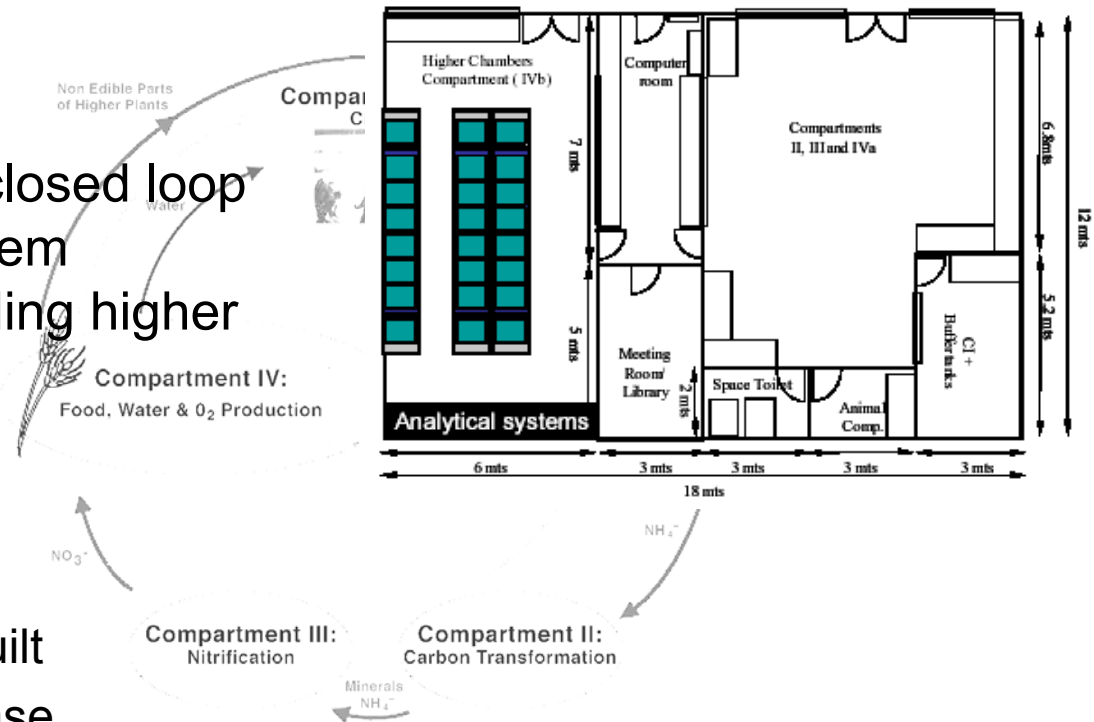 Non Edible Parts
of Higher Plants
Compar
C
closed loop
Water
em
ling higher
Compartment IV:
Food, Water & 0₂ Production
NO₃⁻
NH₄⁻
Compartment III:
Nitrification
Compartment II:
Carbon Transformation
Minerals
NH₄⁻
uilt
ase
Higher Chambers
Compartment ( IVb)
Computer
room
Compartments
II, III and IVa
7 mts
6.8mts
12 mts
5 mts
5.2 mts
Meeting
Room/
Library
2 mts
Space Toilet
Animal
Comp.
CI +
Buffer tanks
Analytical systems
6 mts
3 mts
3 mts
3 mts
3 mts
18 mts